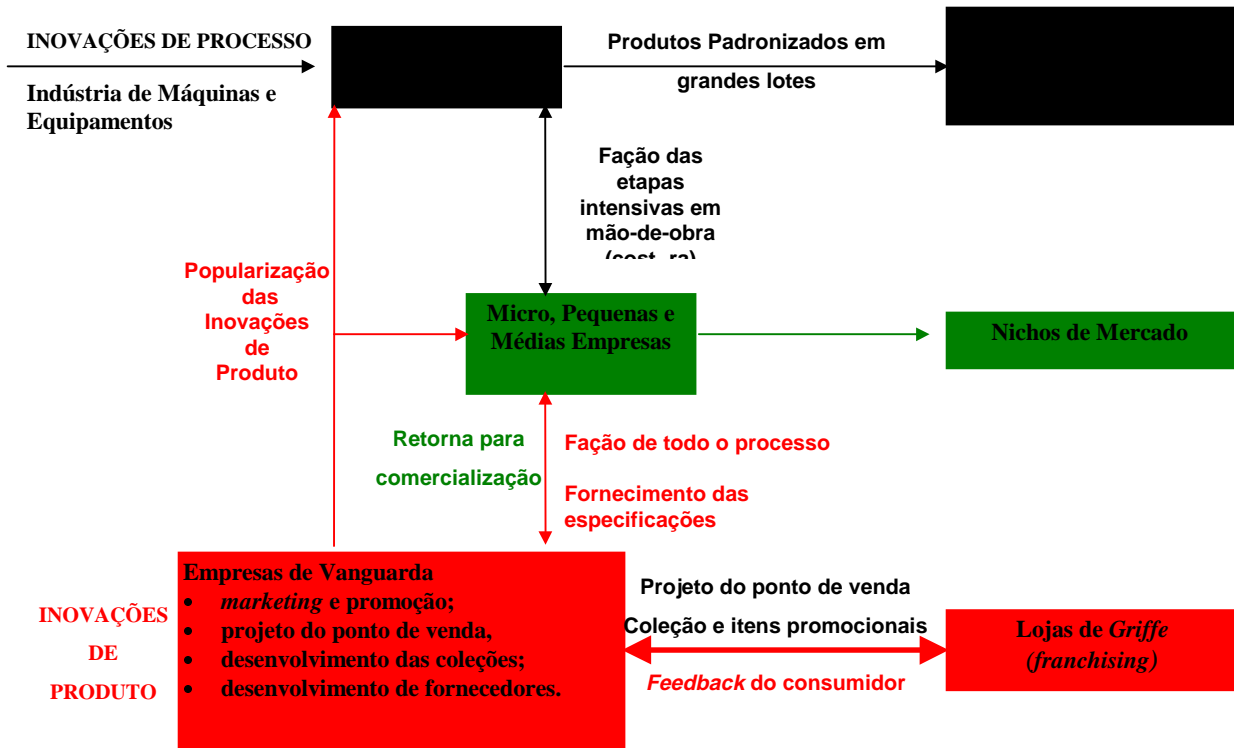 INOVAÇÕES DE PROCESSO
Indústria de Máquinas e
Equipamentos
Produtos Padronizados em
grandes lotes
Fação das
etapas
intensivas em
mão-de-obra
Popularização
das
Inovações
de
Produto
Micro, Pequenas e
Médias Empresas
Nichos de Mercado
Retorna para
comercialização
Fação de todo o processo
Fornecimento das
especificações
INOVAÇÕES
DE
PRODUTO
Empresas de Vanguarda
• marketing e promoção;
• projeto do ponto de venda,
• desenvolvimento das coleções;
• desenvolvimento de fornecedores.
Projeto do ponto de venda
Coleção e itens promocionais
Feedback do consumidor
Lojas de Griffe
(franchising)